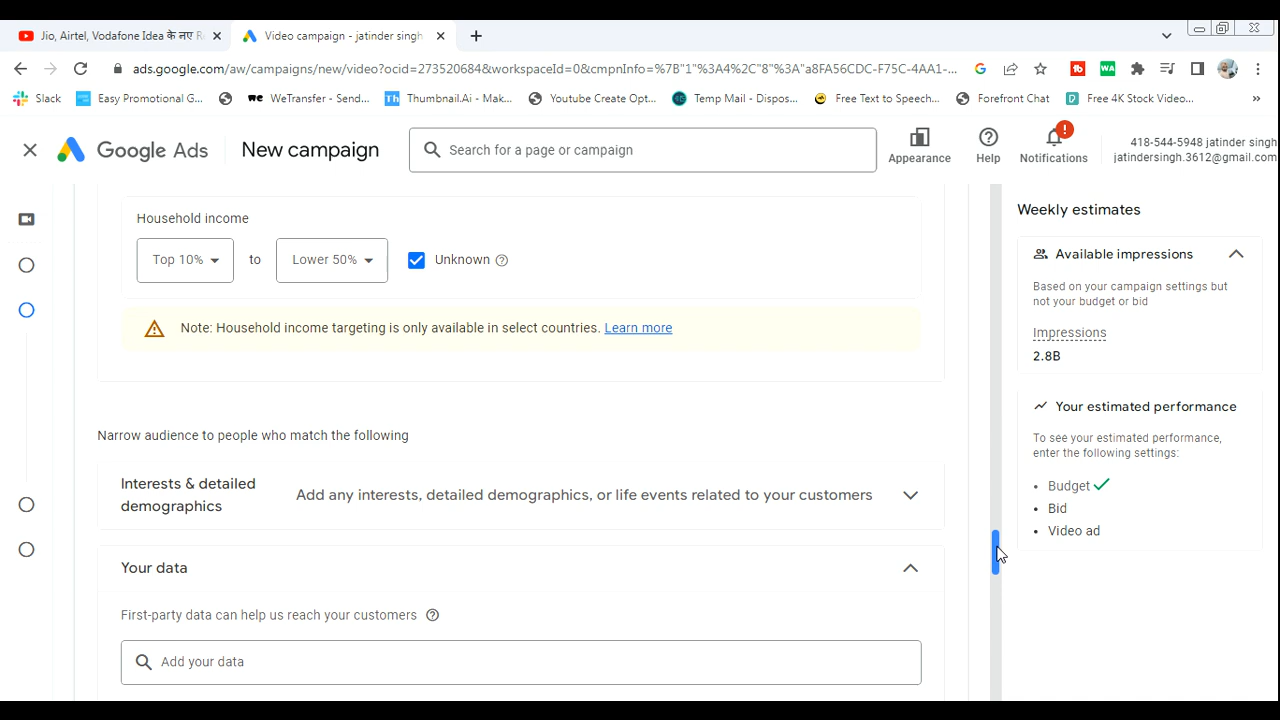 Jio, Airtel, Vodafone Idea के नए R
Video campaign - jatinder singh
ads.google.com/aw/campaigns/new/video?ocid=273520684&workspaceId=0&cmpnInfo=%7B"1"%3A4%2C"8"%3A"a8FA56CDC-F75C-4AA1-...
Slack
Easy Promotional G...
WeTransfer - Send...
Thumbnail.Ai - Mak...
Youtube Create Opt...
Temp Mail - Dispos...
Free Text to Speech...
Forefront Chat
Free 4K Stock Video...
Google Ads
New campaign
Search for a page or campaign
Appearance
Help
Notifications
418-544-5948 jatinder singh
jatindersingh.3612@gmail.com
Household income
Top 10%
to
Lower 50%
Unknown
Note: Household income targeting is only available in select countries. Learn more
Narrow audience to people who match the following
Interests & detailed
demographics
Add any interests, detailed demographics, or life events related to your customers
Your data
First-party data can help us reach your customers
Add your data
Weekly estimates
Available impressions
Based on your campaign settings but
not your budget or bid
Impressions
2.8B
Your estimated performance
To see your estimated performance,
enter the following settings:
Budget
Bid
Video ad